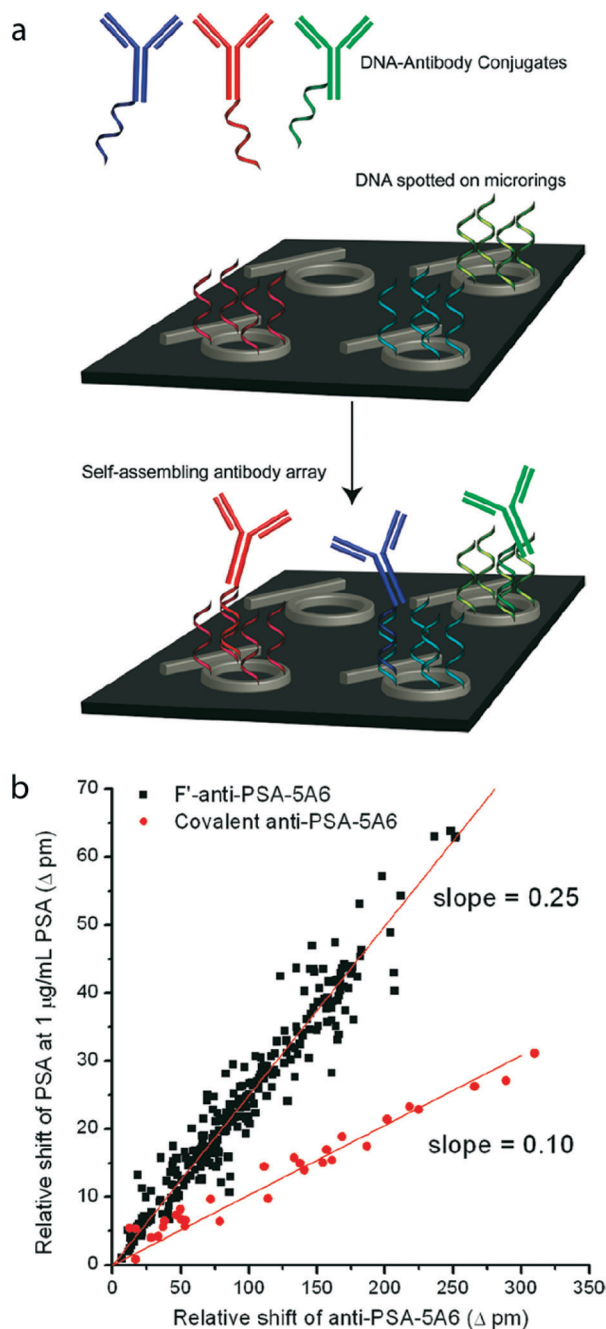 a
DNA-Antibody Conjugates
DNA spotted on microrings
Self-assembling antibody array
b
70
60
50
40
30
20
10
0
Relative shift of PSA at 1 µg/mL PSA (Δ pm)
F'-anti-PSA-5A6
Covalent anti-PSA-5A6
slope = 0.25
slope = 0.10
0 50 100 150 200 250 300 350
Relative shift of anti-PSA-5A6 (Δ pm)